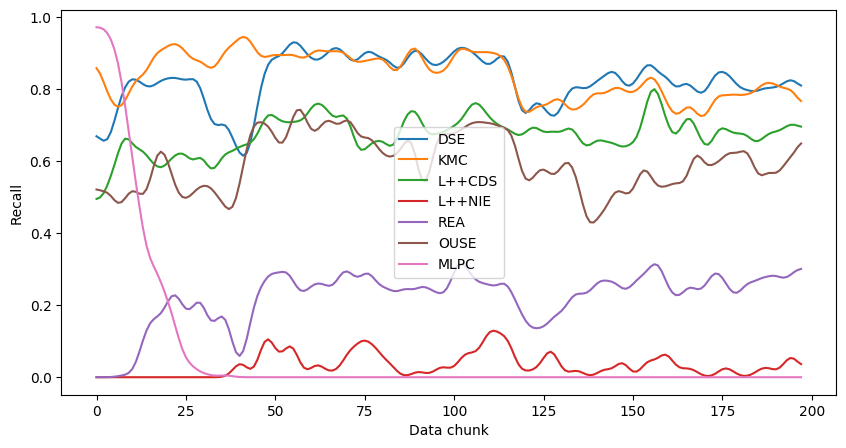 1.0
0.8
0.6
0.4
0.2
0.0
Recall
0
25
50
75
100
125
150
175
200
Data chunk
DSE
KMC
L++CDS
L++NIE
REA
OUSE
MLPC